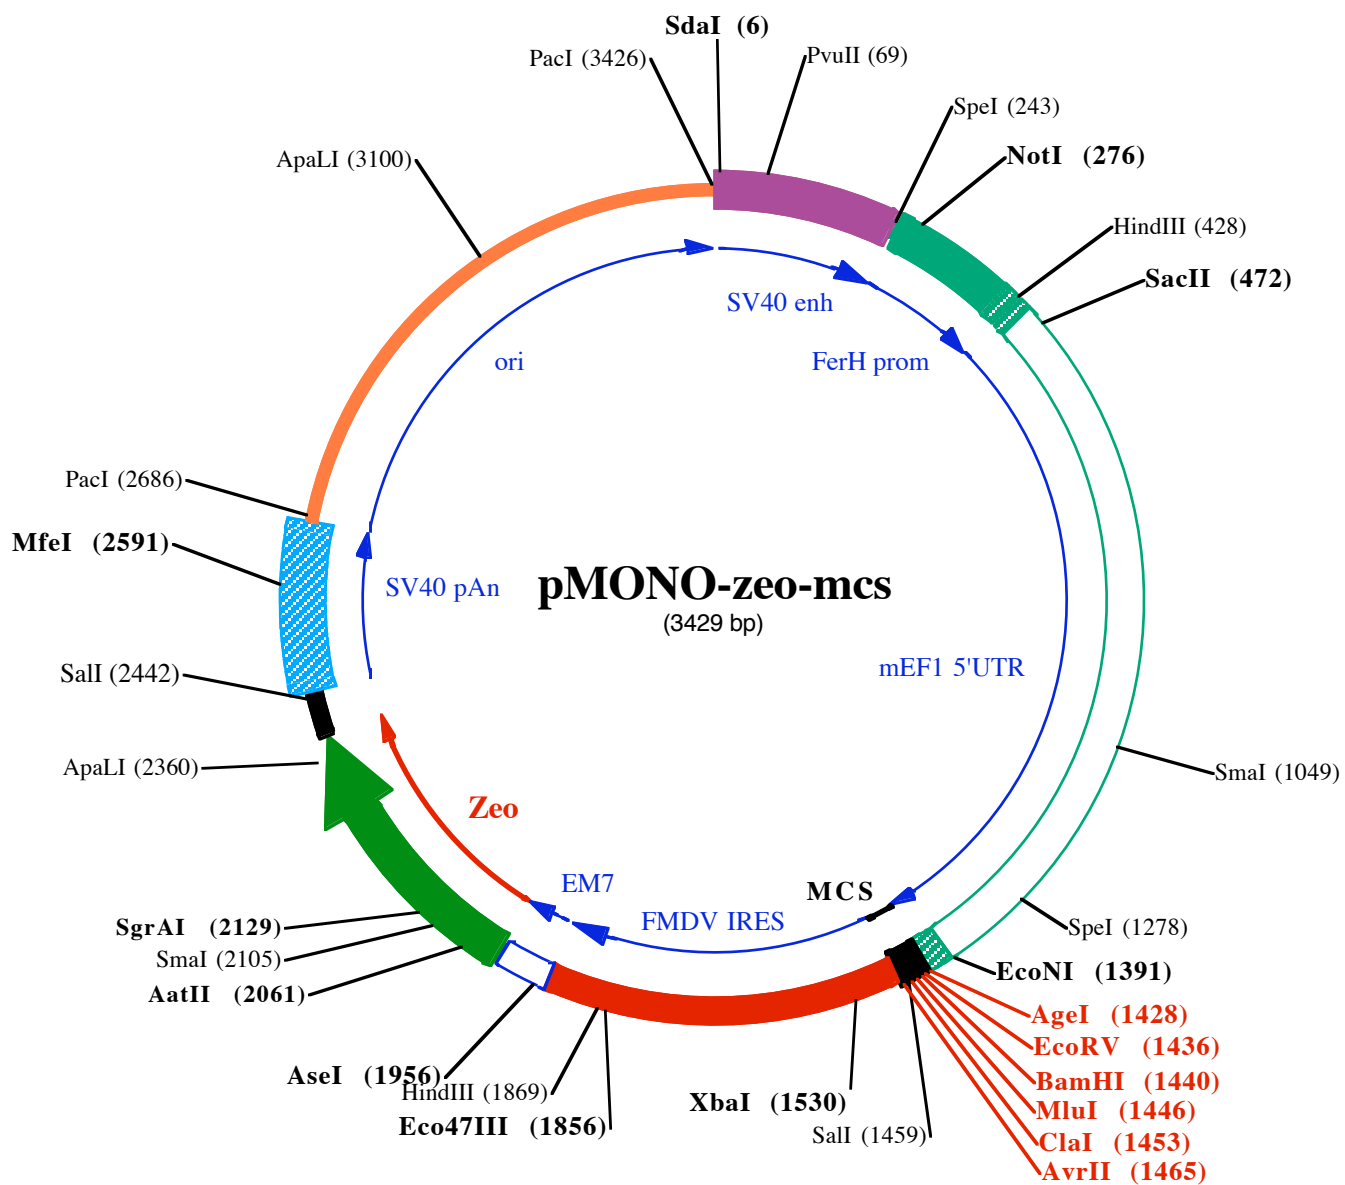 SdaI (6)
PacI (3426)
PvuII (69)
SpeI (243)
NotI (276)
ApaLI (3100)
HindIII (428)
SacII (472)
SV40 enh
FerH prom
ori
PacI (2686)
MfeI (2591)
SV40 pAn
pMONO-zeo-mcs
(3429 bp)
mEF1 5'UTR
SalI (2442)
ApaLI (2360)
SmaI (1049)
Zeo
EM7
MCS
FMDV IRES
SgrAI (2129)
SmaI (2105)
AatII (2061)
SpeI (1278)
EcoNI (1391)
AgeI (1428)
EcoRV (1436)
BamHI (1440)
MluI (1446)
ClaI (1453)
AvrII (1465)
AseI (1956)
HindIII (1869)
Eco47III (1856)
XbaI (1530)
SalI (1459)